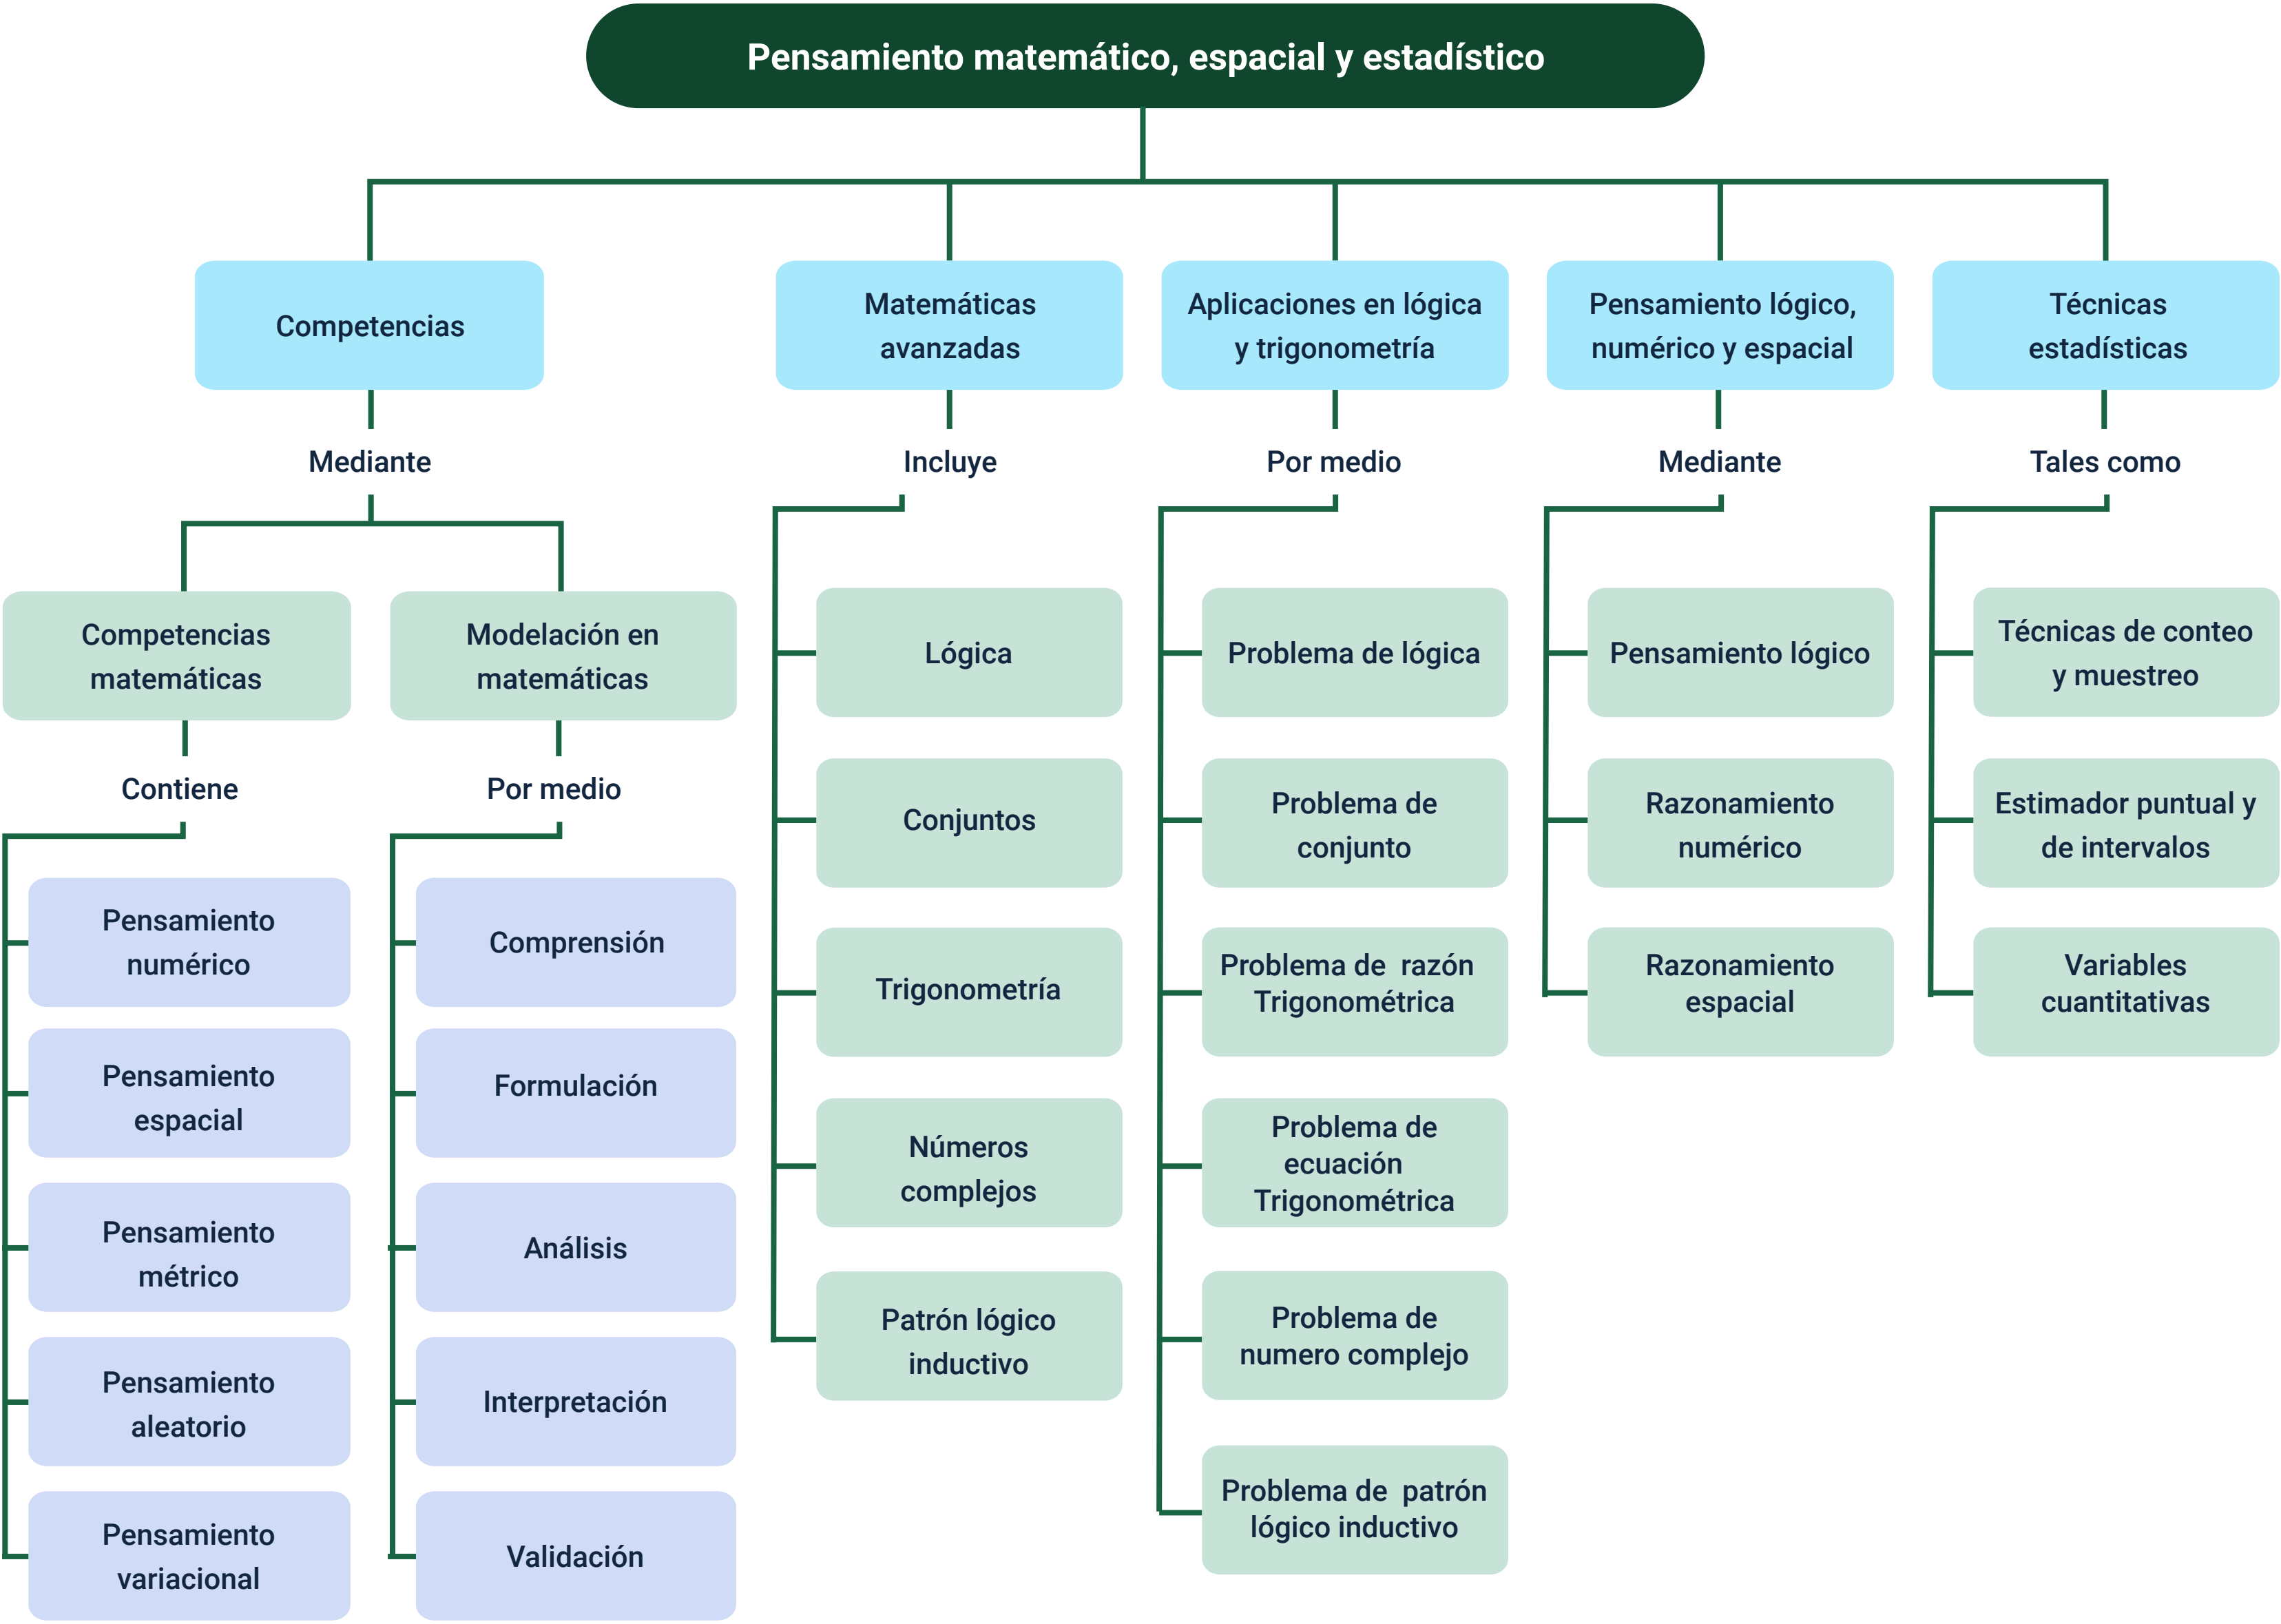 Pensamiento matemático, espacial y estadístico
Competencias
Mediante
Competencias
matemáticas
Contiene
Pensamiento
numérico
Pensamiento
espacial
Pensamiento
métrico
Pensamiento
aleatorio
Pensamiento
variacional
Modelación en
matemáticas
Por medio
Comprensión
Formulación
Análisis
Interpretación
Validación
Matemáticas
avanzadas
Incluye
Lógica
Conjuntos
Trigonometría
Números
complejos
Patrón lógico
inductivo
Aplicaciones en lógica
y trigonometría
Por medio
Problema de lógica
Problema de
conjunto
Problema de razón
Trigonométrica
Problema de
ecuación
Trigonométrica
Problema de
numero complejo
Problema de patrón
lógico inductivo
Pensamiento lógico,
numérico y espacial
Mediante
Pensamiento lógico
Razonamiento
numérico
Razonamiento
espacial
Técnicas
estadísticas
Tales como
Técnicas de conteo
y muestreo
Estimador puntual y
de intervalos
Variables
cuantitativas